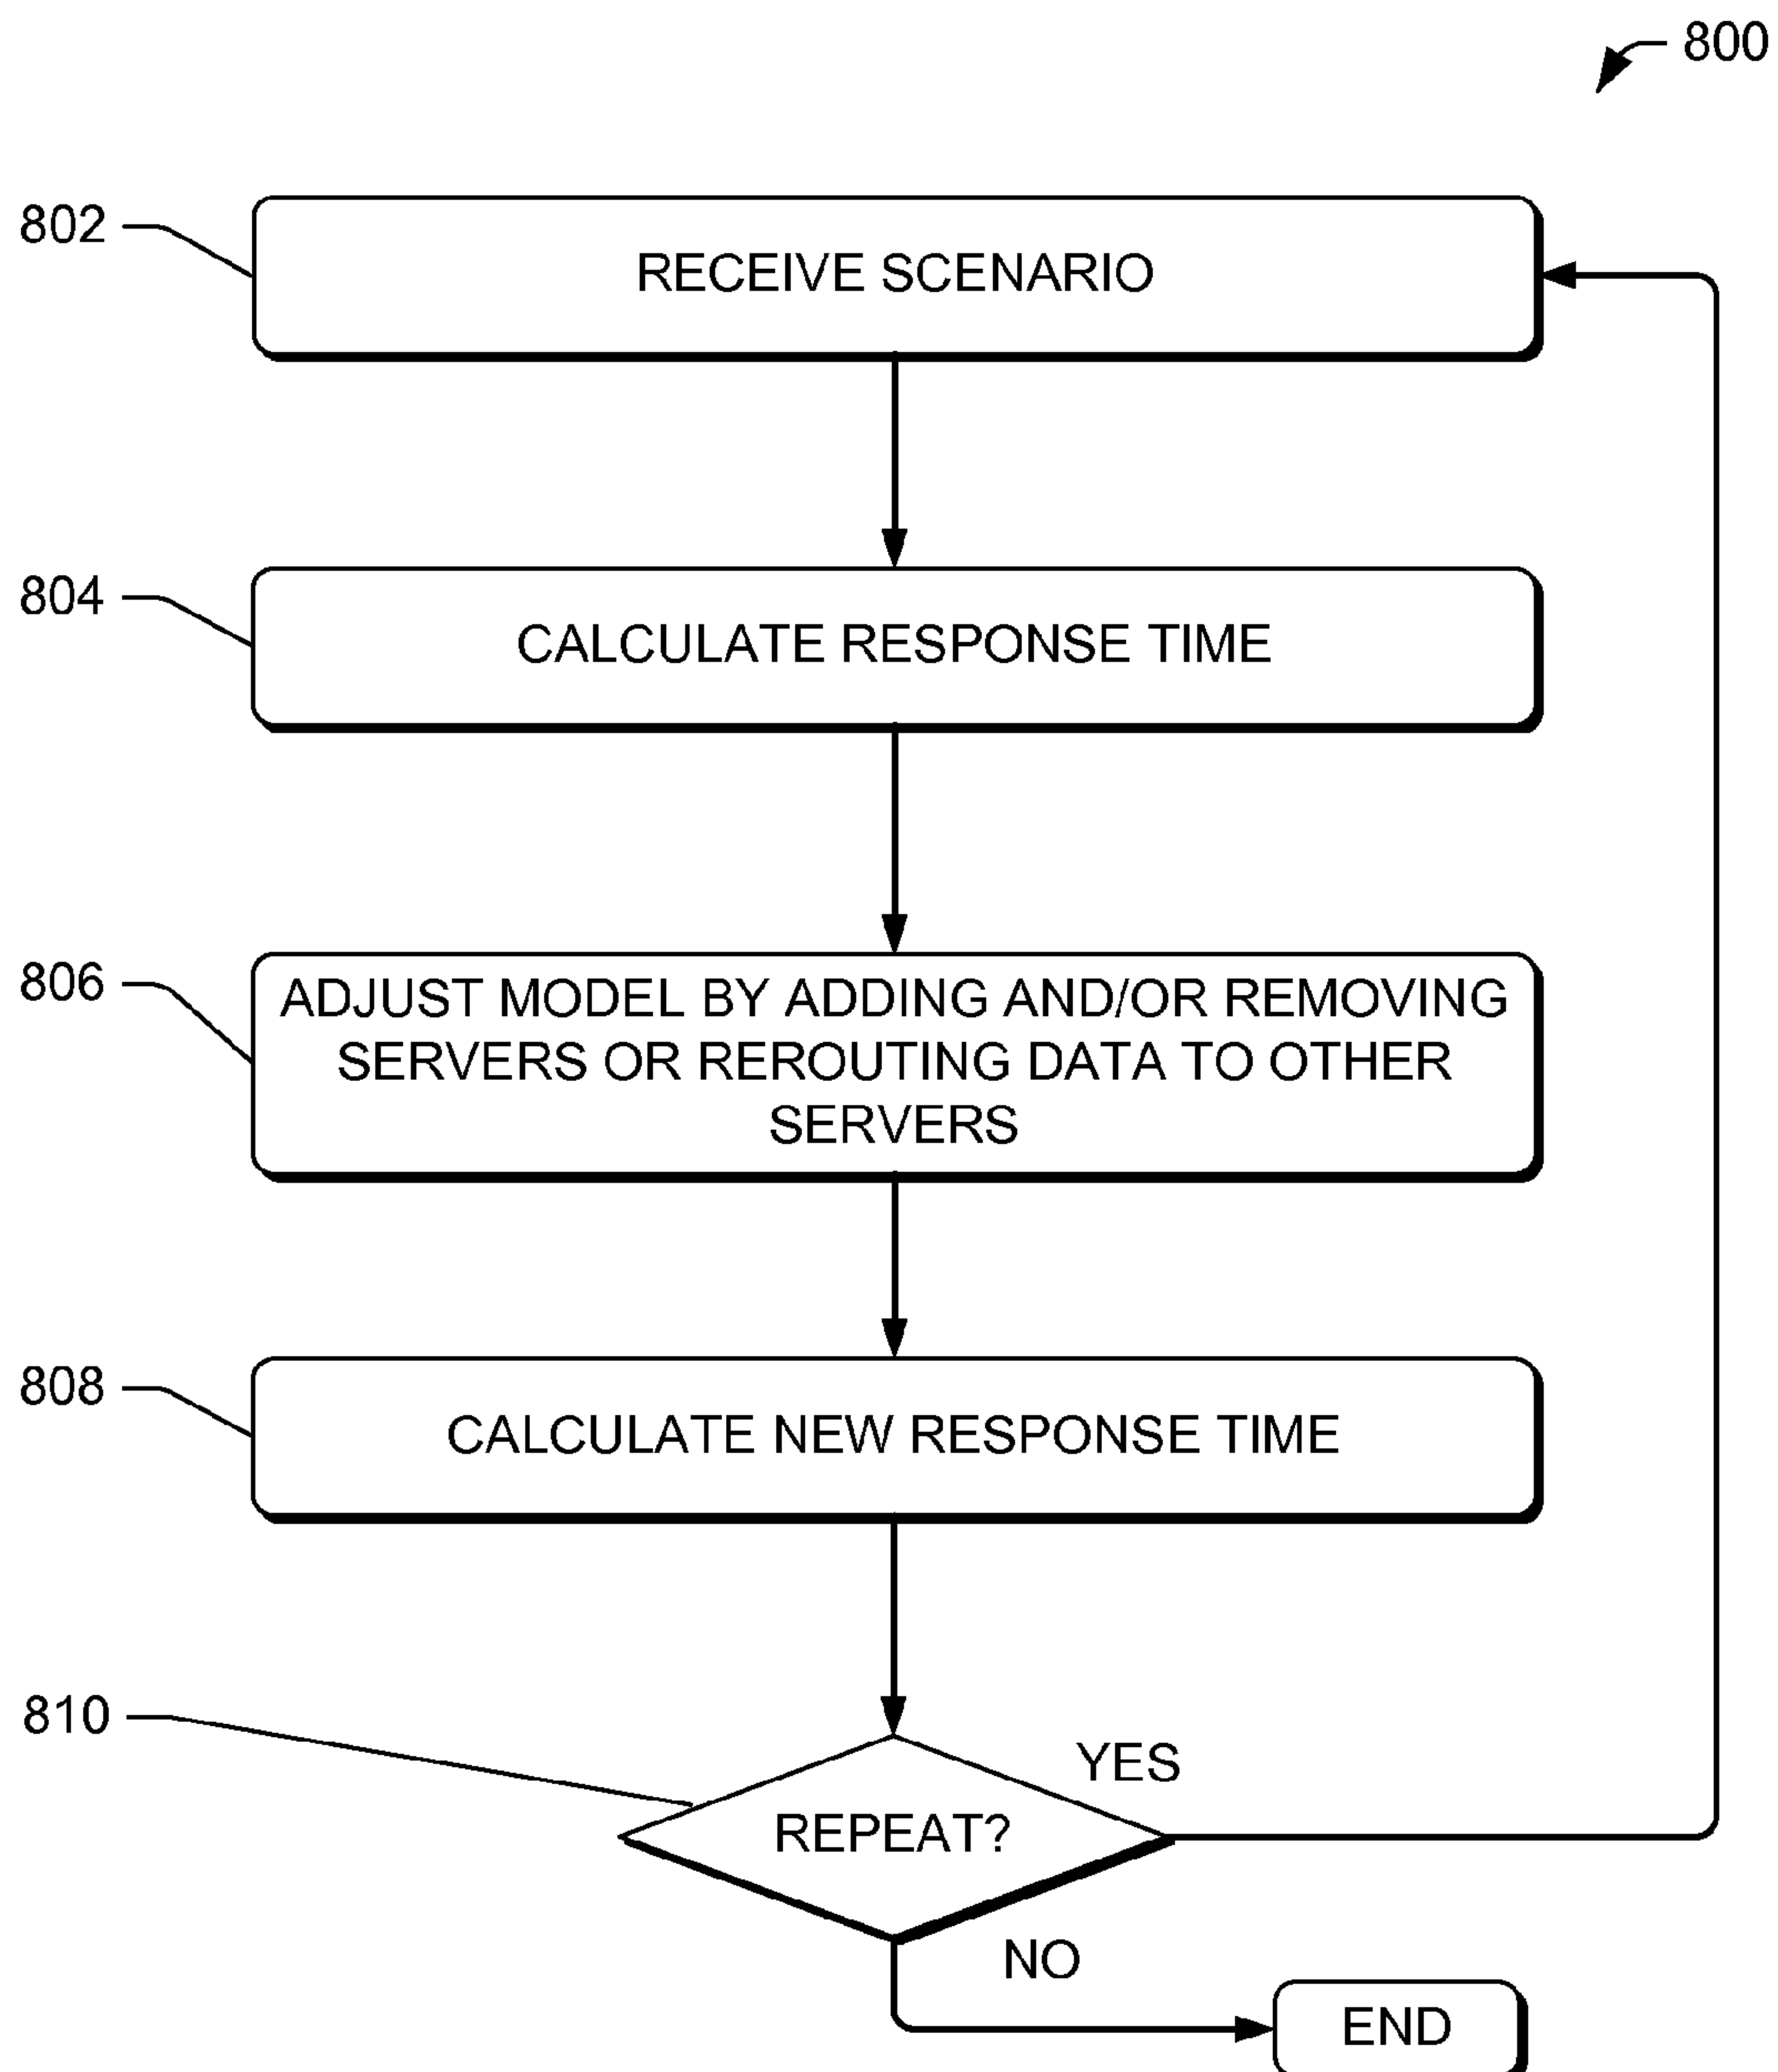 800
802
RECEIVE SCENARIO
804
CALCULATE RESPONSE TIME
806
ADJUST MODEL BY ADDING AND/OR REMOVING
SERVERS OR REROUTING DATA TO OTHER
SERVERS
808
CALCULATE NEW RESPONSE TIME
810
YES
REPEAT?
NO
END